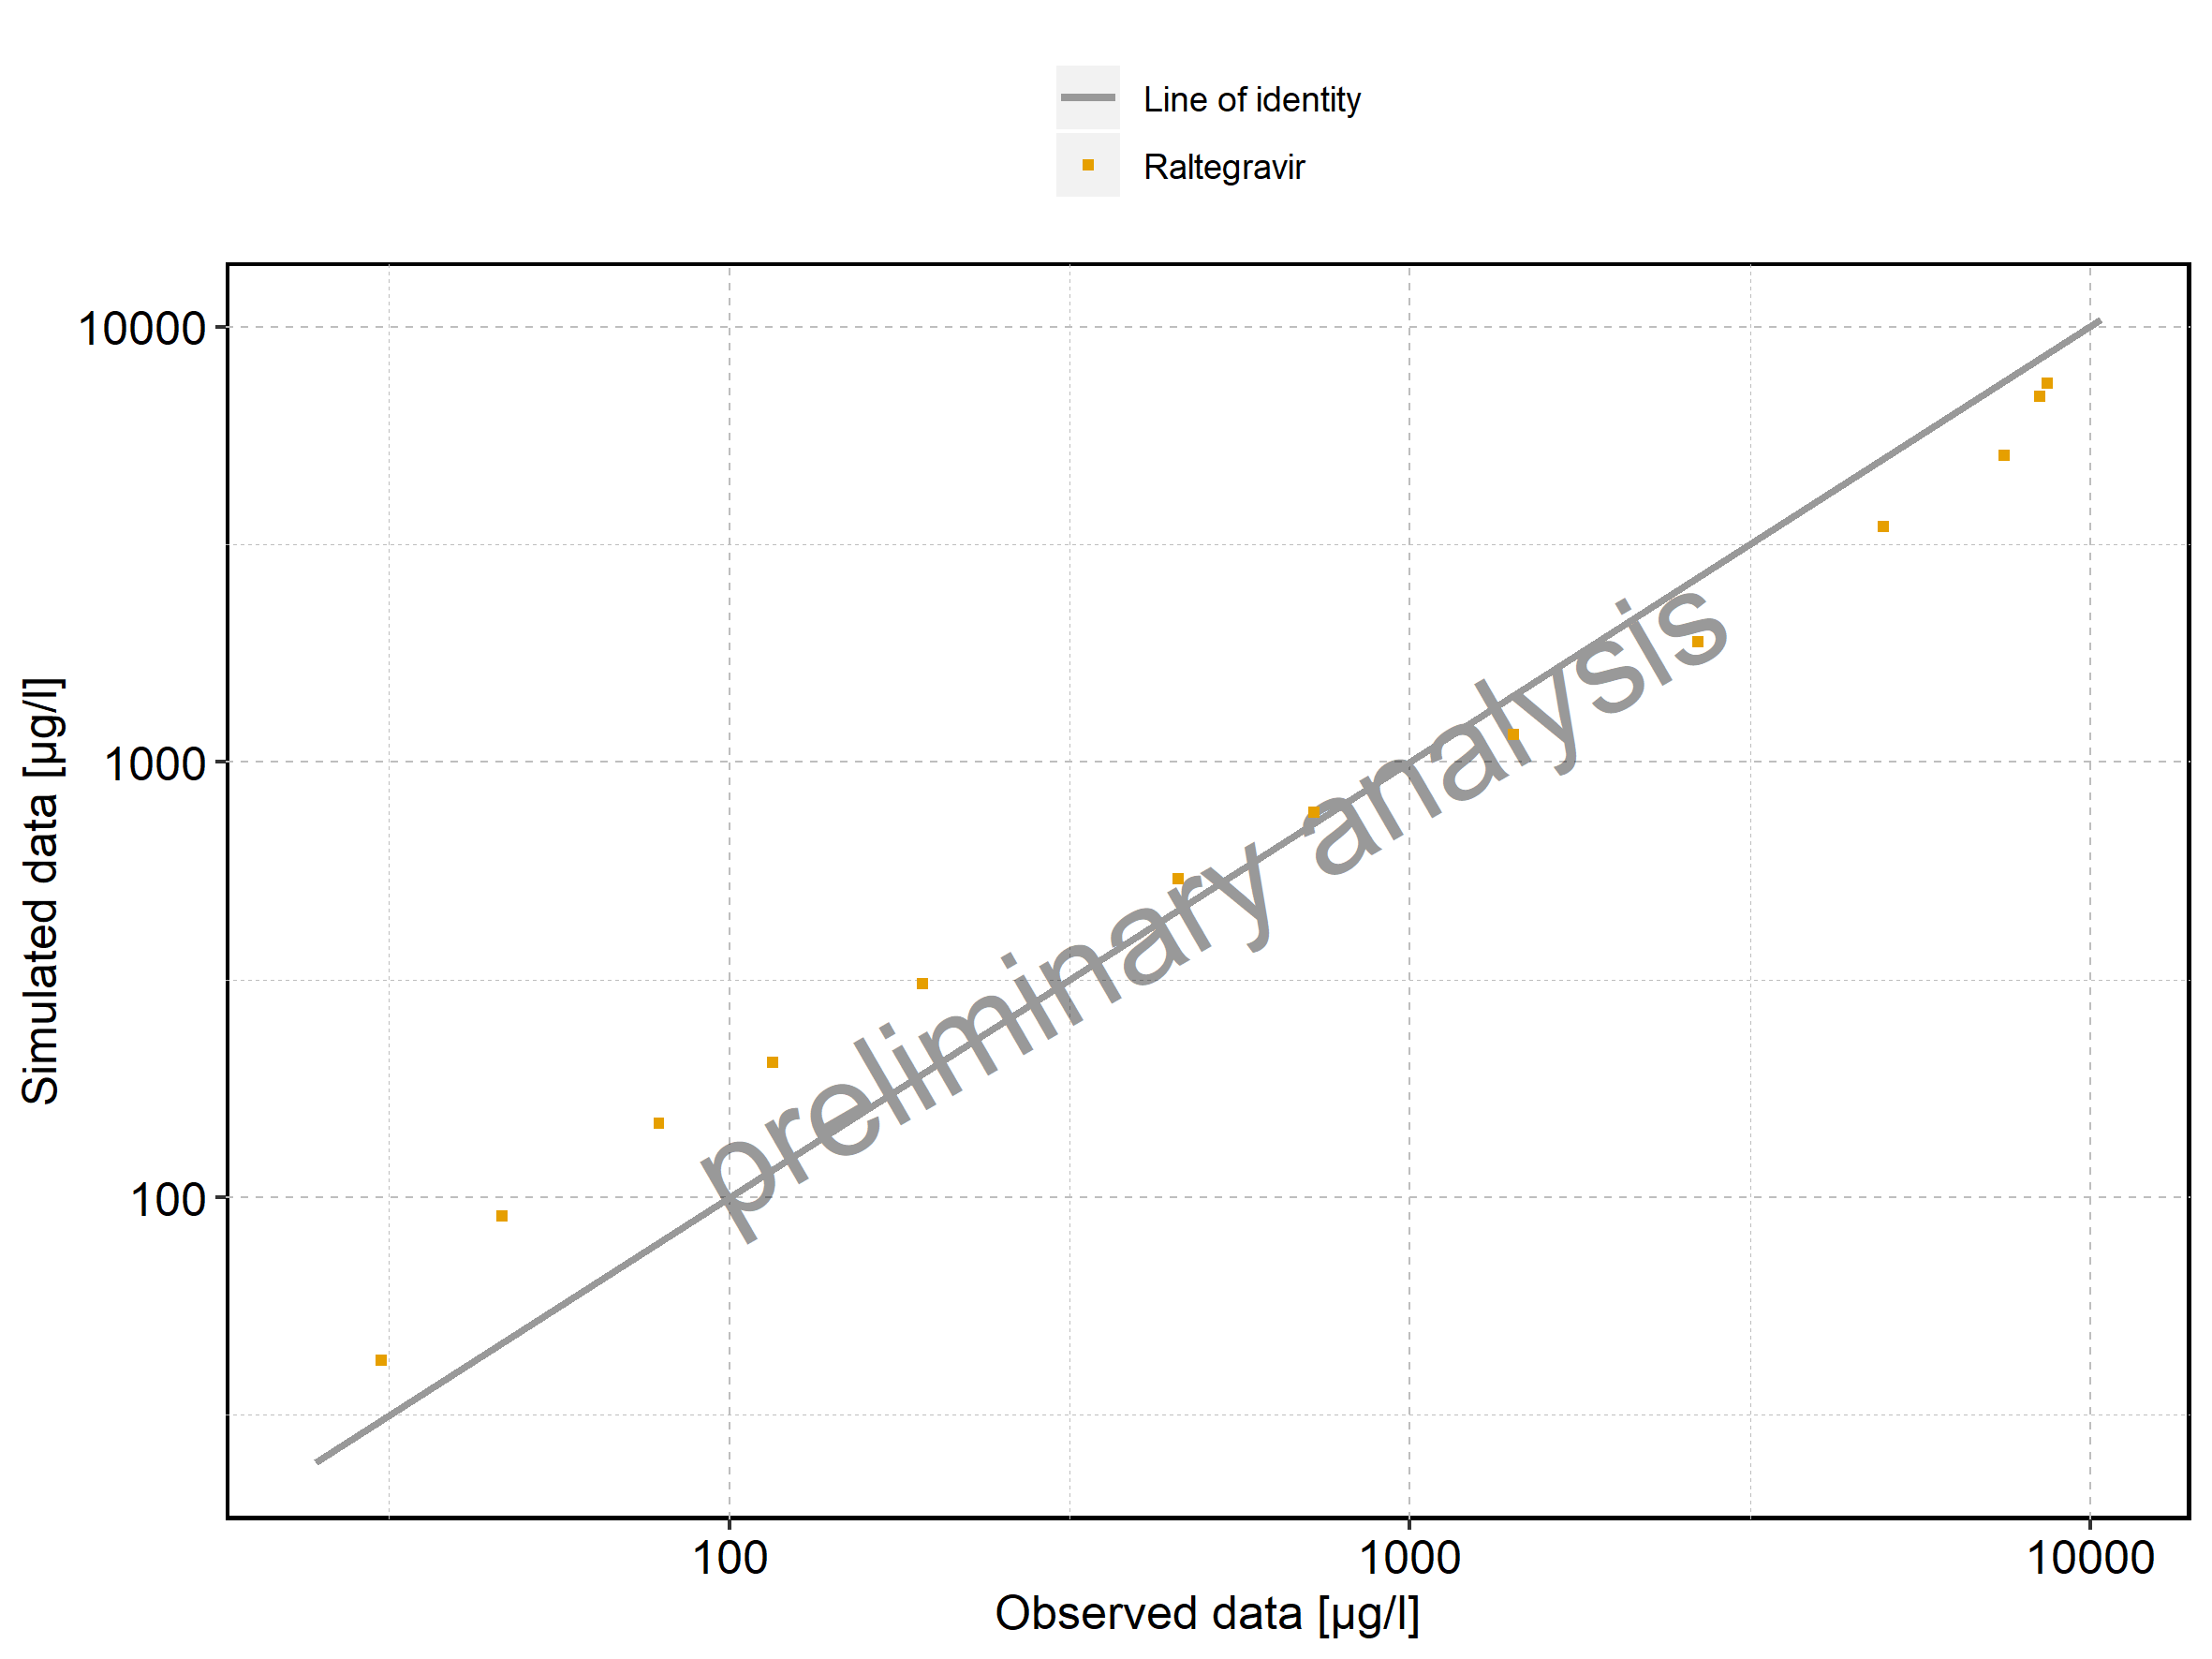 Line of identity
Raltegravir
10000
1000
100
Simulated data [µg/l]
preliminary analysis
100 1000 10000
Observed data [µg/l]